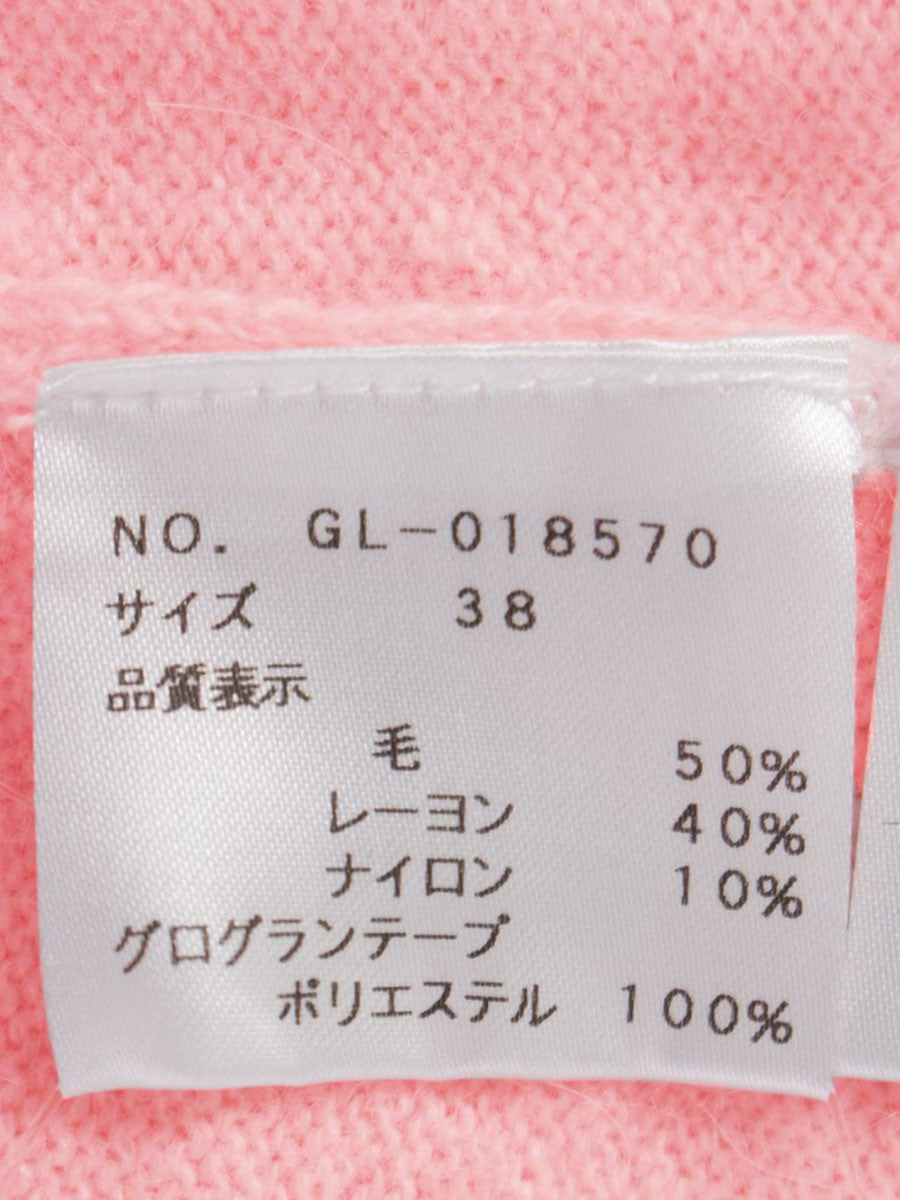 NO. GL-018570
サイズ 38
品質表示
毛 50%
レーヨン 40%
ナイロン 10%
グログランテープ
ポリエステル 100%